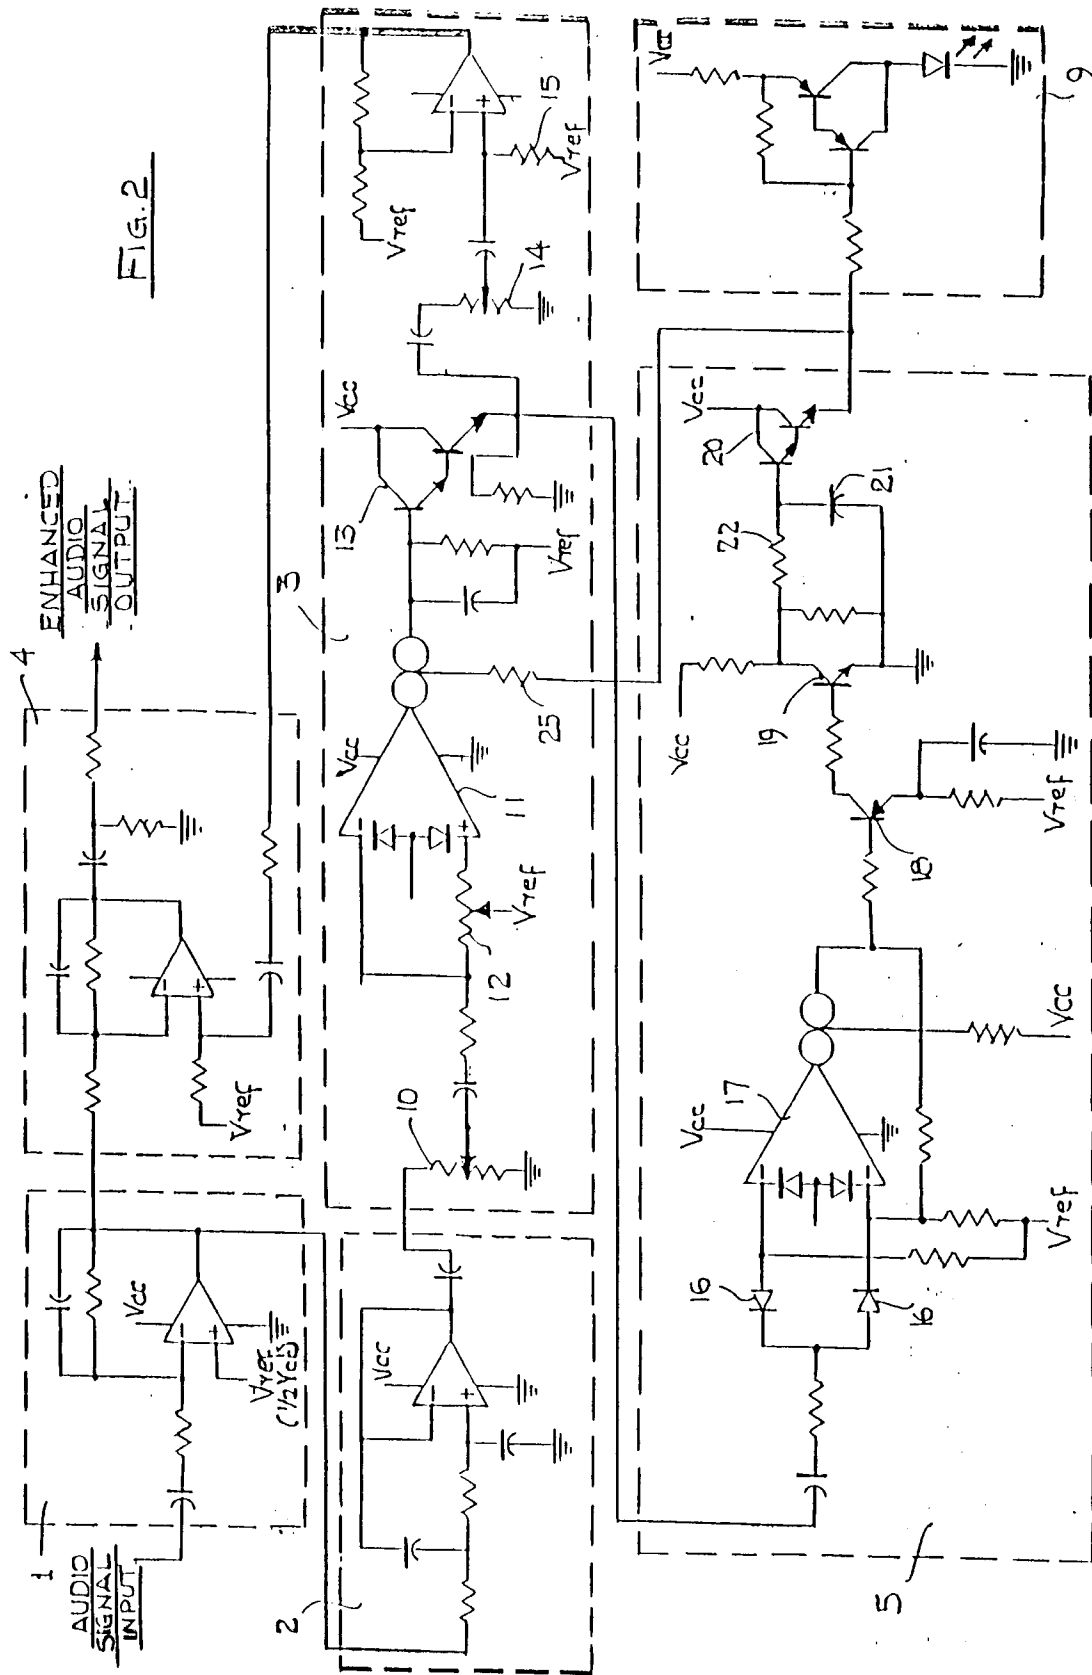 FIG. 2
AUDIO
SIGNAL
INPUT
1
Vcc
Vref
(1/2 Vcc)
4
Vref
ENHANCED
AUDIO
SIGNAL
OUTPUT
2
Vcc
3
10
12
Vref
Vcc
11
25
13
Vcc
Vref
14
Vref
15
Vref
5
16
16
Vcc
17
Vref
Vcc
18
Vref
Vcc
19
22
20
Vcc
21
Vcc
9